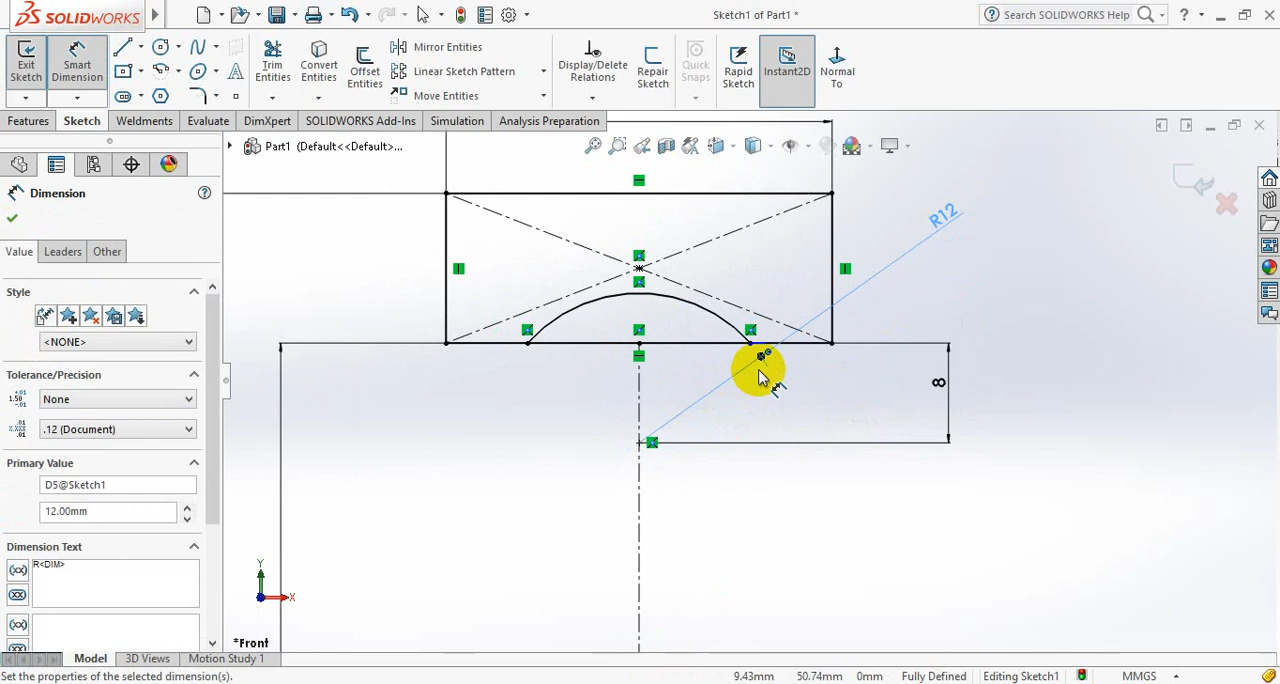 SOLIDWORKS
Sketch1 of Part1 *
Search SOLIDWORKS Help
?
Exit Sketch
Smart Dimension
Trim Entities
Convert Entities
Offset Entities
Mirror Entities
Linear Sketch Pattern
Move Entities
Display/Delete Relations
Repair Sketch
Quick Snaps
Rapid Sketch
Instant2D
Normal To
Features
Sketch
Weldments
Evaluate
DimXpert
SOLIDWORKS Add-Ins
Simulation
Analysis Preparation
Part1 (Default<<Default>...
Dimension
Value
Leaders
Other
Style
<NONE>
Tolerance/Precision
None
.12 (Document)
Primary Value
D5@Sketch1
12.00mm
Dimension Text
R<DIM>
R12
8
Y
X
*Front
Model
3D Views
Motion Study 1
Set the properties of the selected dimension(s).
9.43mm
50.74mm
0mm
Fully Defined
Editing Sketch1
MMGS